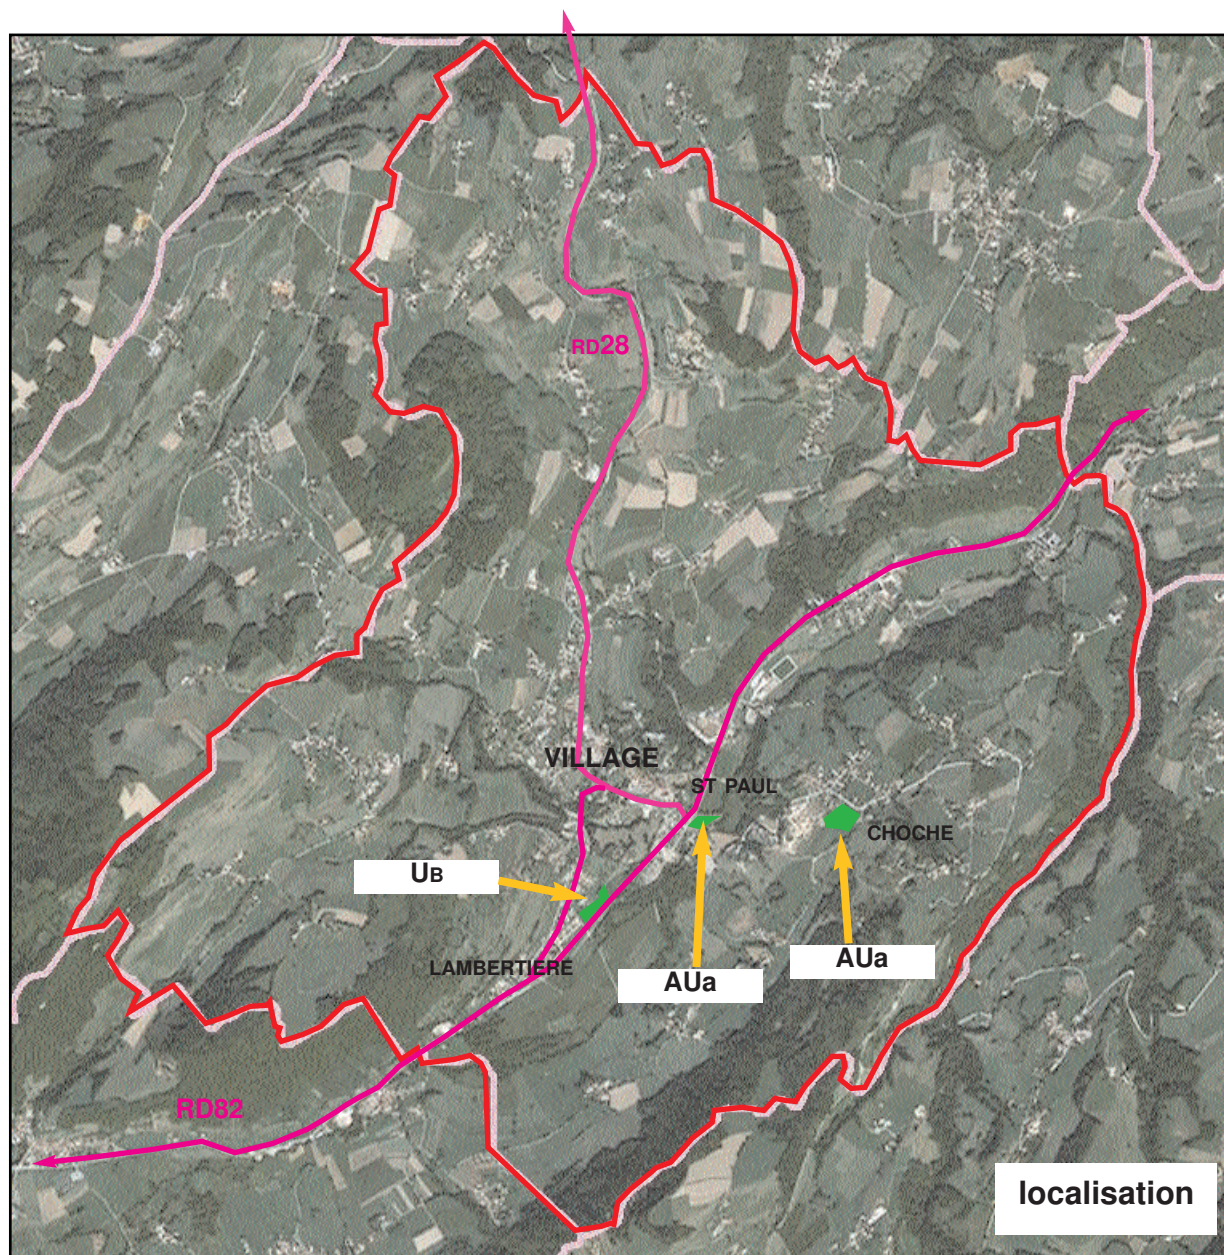 RD28
VILLAGE
ST PAUL
CHOCHE
UB
LAMBERTIERE
AUa
AUa
RD82
localisation